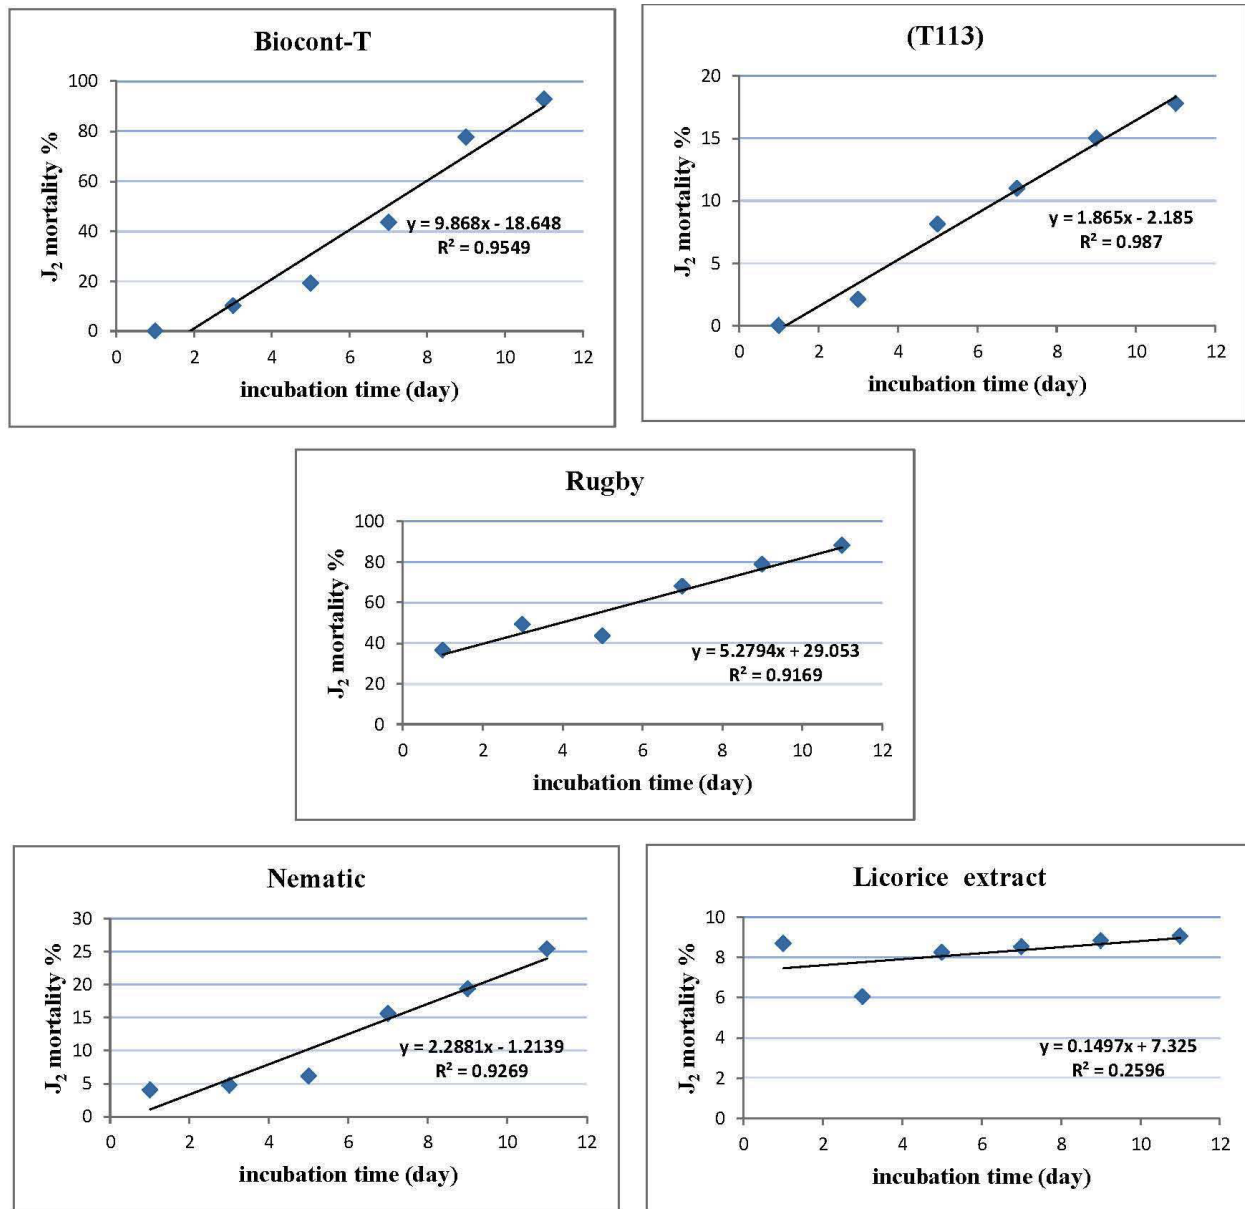 Biocont-T
100
80
60
40
20
0
J₂ mortality %
y = 9.868x - 18.648
R² = 0.9549
0 2 4 6 8 10 12
incubation time (day)
(T113)
20
15
10
5
0
J₂ mortality %
y = 1.865x - 2.185
R² = 0.987
0 2 4 6 8 10 12
incubation time (day)
Rugby
100
80
60
40
20
0
J₂ mortality %
y = 5.2794x + 29.053
R² = 0.9169
0 2 4 6 8 10 12
incubation time (day)
Nematic
30
25
20
15
10
5
0
J₂ mortality %
y = 2.2881x - 1.2139
R² = 0.9269
0 2 4 6 8 10 12
incubation time (day)
Licorice extract
10
8
6
4
2
0
J₂ mortality %
y = 0.1497x + 7.325
R² = 0.2596
0 2 4 6 8 10 12
incubation time (day)